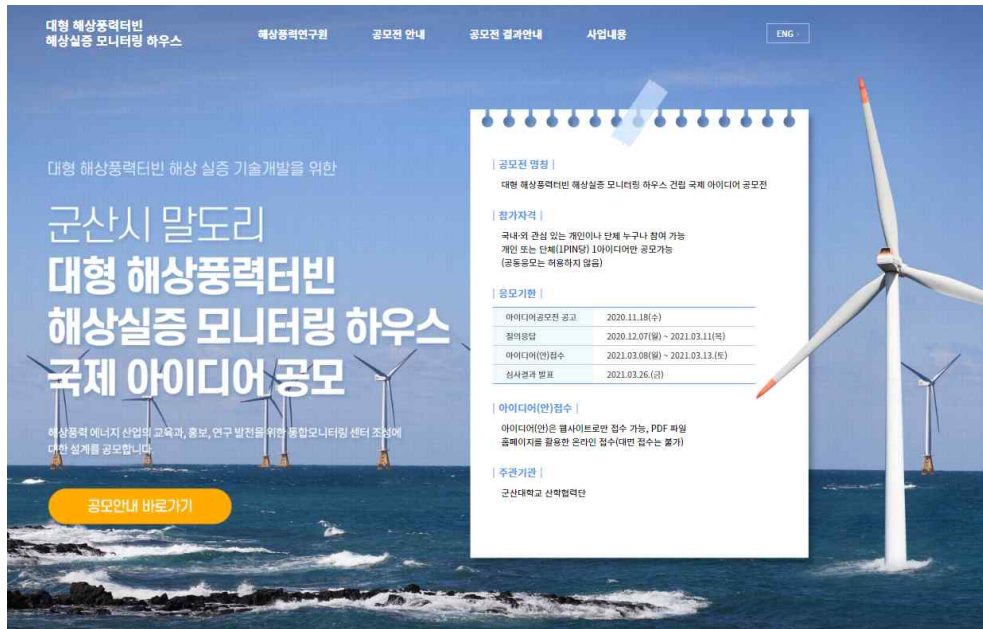 대형 해상풍력터빈
해상실증 모니터링 하우스
해상풍력연구원
공모전 안내
공모전 결과안내
사업내용
ENG >
대형 해상풍력터빈 해상 실증 기술개발을 위한
군산시 말도리
대형 해상풍력터빈
해상실증 모니터링 하우스
국제 아이디어 공모
해상풍력 에너지 산업의 교육과, 홍보, 연구 발전을 위한 통합모니터링 센터 조성에
대한 설계를 공모합니다.
공모안내 바로가기
| 공모전 명칭 |
대형 해상풍력터빈 해상실증 모니터링 하우스 건립 국제 아이디어 공모전
| 참가자격 |
국내·외 관심 있는 개인이나 단체 누구나 참여 가능
개인 또는 단체(1PIN당) 1아이디어만 공모가능
(공동응모는 허용하지 않음)
| 응모기한 |
아이디어공모전 공고 2020.11.18(수)
질의응답 2020.12.07(월) ~ 2021.03.11(목)
아이디어(안)접수 2021.03.08(월) ~ 2021.03.13.(토)
심사결과 발표 2021.03.26.(금)
| 아이디어(안)접수 |
아이디어(안)은 웹사이트로만 접수 가능, PDF 파일
홈페이지를 활용한 온라인 접수(대면 접수는 불가)
| 주관기관 |
군산대학교 산학협력단